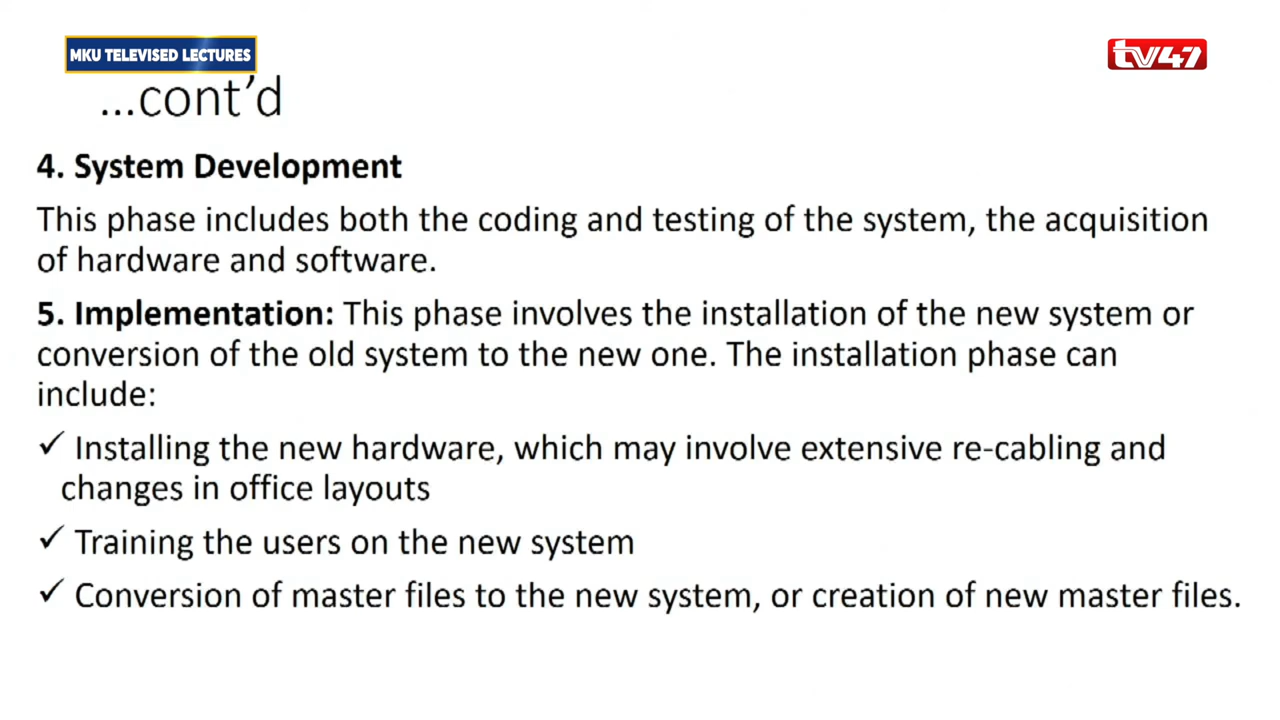 MKU TELEVISED LECTURES
tv47
...cont'd
4. System Development
This phase includes both the coding and testing of the system, the acquisition
of hardware and software.
5. Implementation: This phase involves the installation of the new system or
conversion of the old system to the new one. The installation phase can
include:
✓ Installing the new hardware, which may involve extensive re-cabling and
changes in office layouts
✓ Training the users on the new system
✓ Conversion of master files to the new system, or creation of new master files.